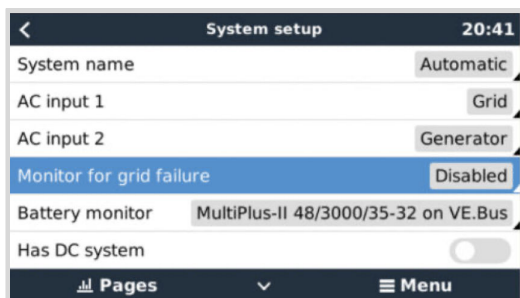 System setup 20:41
System name Automatic
AC input 1 Grid
AC input 2 Generator
Monitor for grid failure Disabled
Battery monitor MultiPlus-II 48/3000/35-32 on VE.Bus
Has DC system
Pages Menu